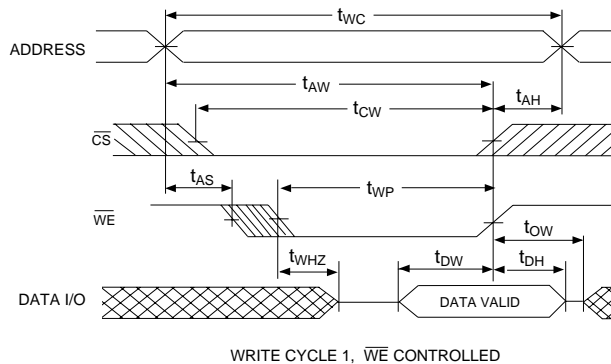 tWC
ADDRESS
tAW
tCW
tAH
CS
tAS
tWP
WE
tOW
tWHZ
tDW
tDH
DATA I/O
DATA VALID
WRITE CYCLE 1, WE CONTROLLED